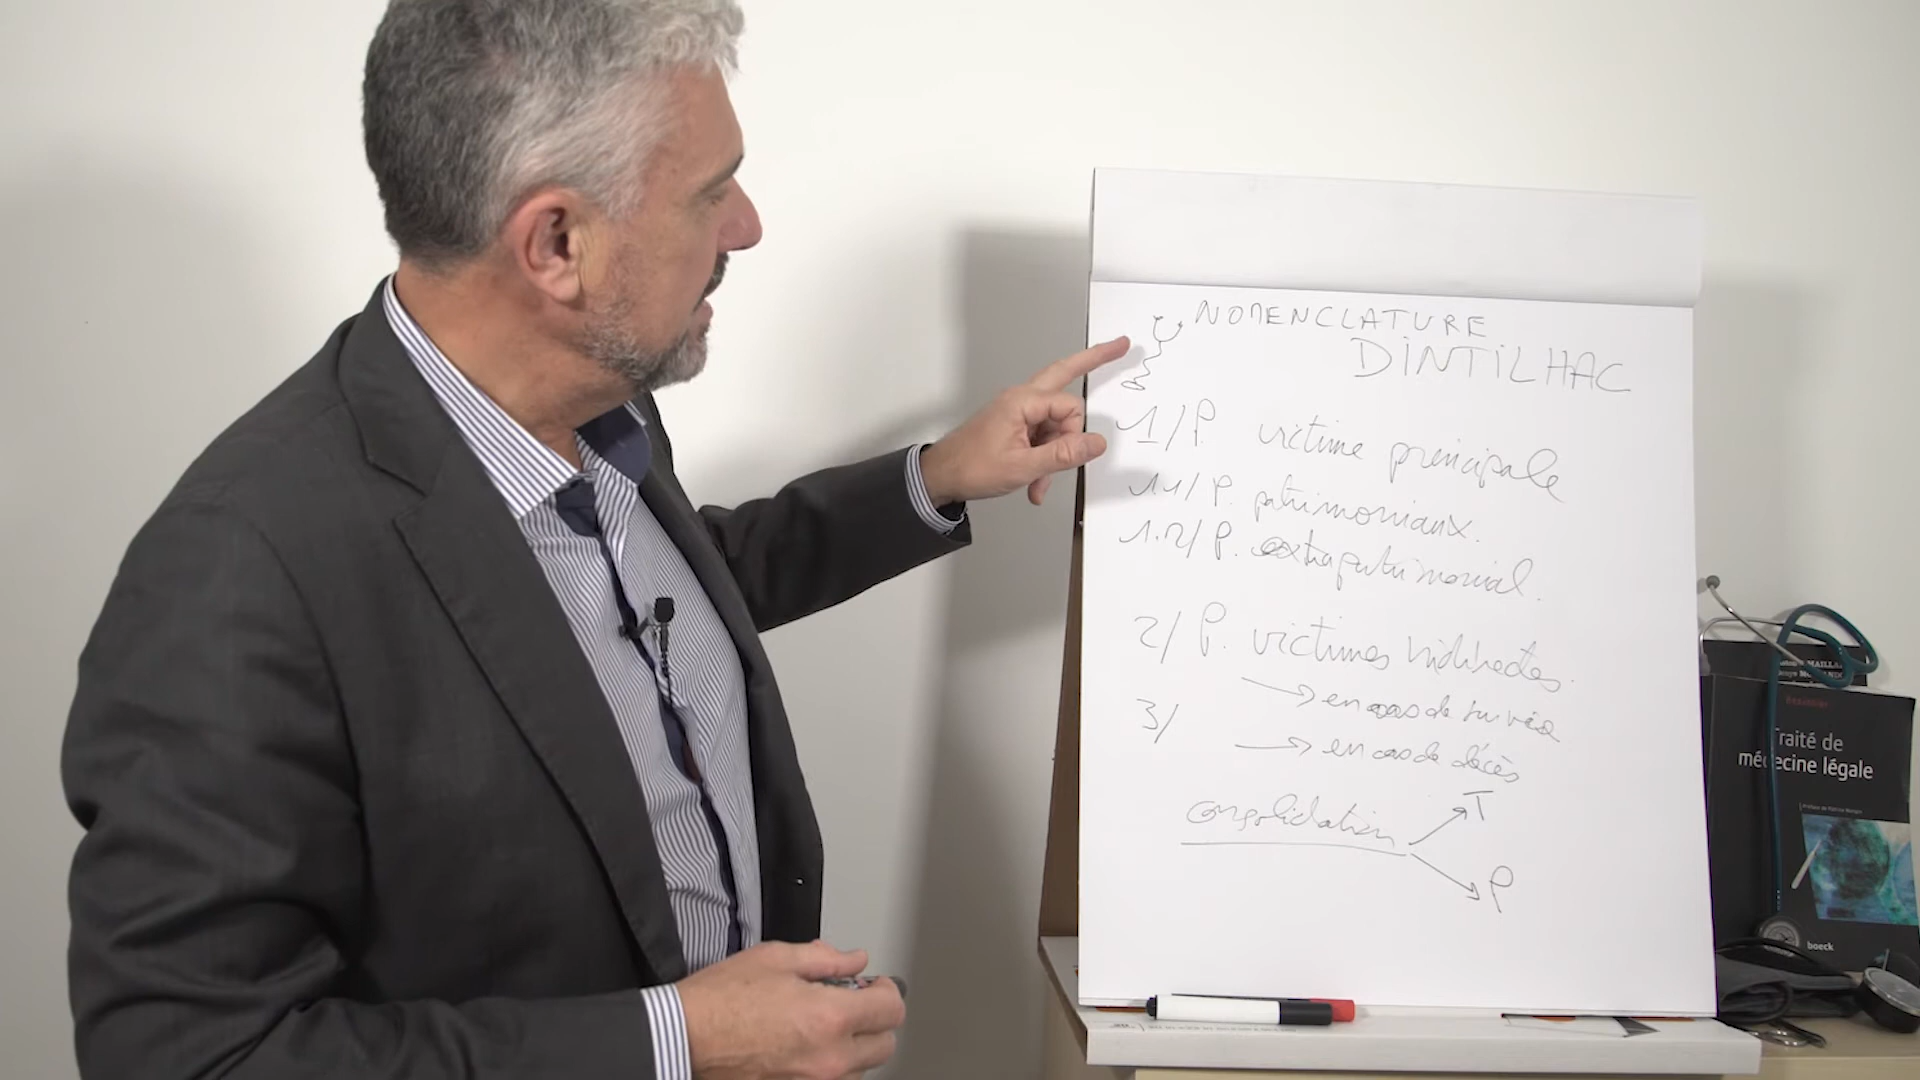 NOMENCLATURE
DINTILHAC
1/ P. victime principale
1.1/ P. patrimoniaux.
1.2/ P. extrapatrimonial.
2/ P. victimes indirectes.
→ en cas de survie
3/
→ en cas de décès
consolidation
T
P
MAILLA
Traité de
médecine légale
boeck